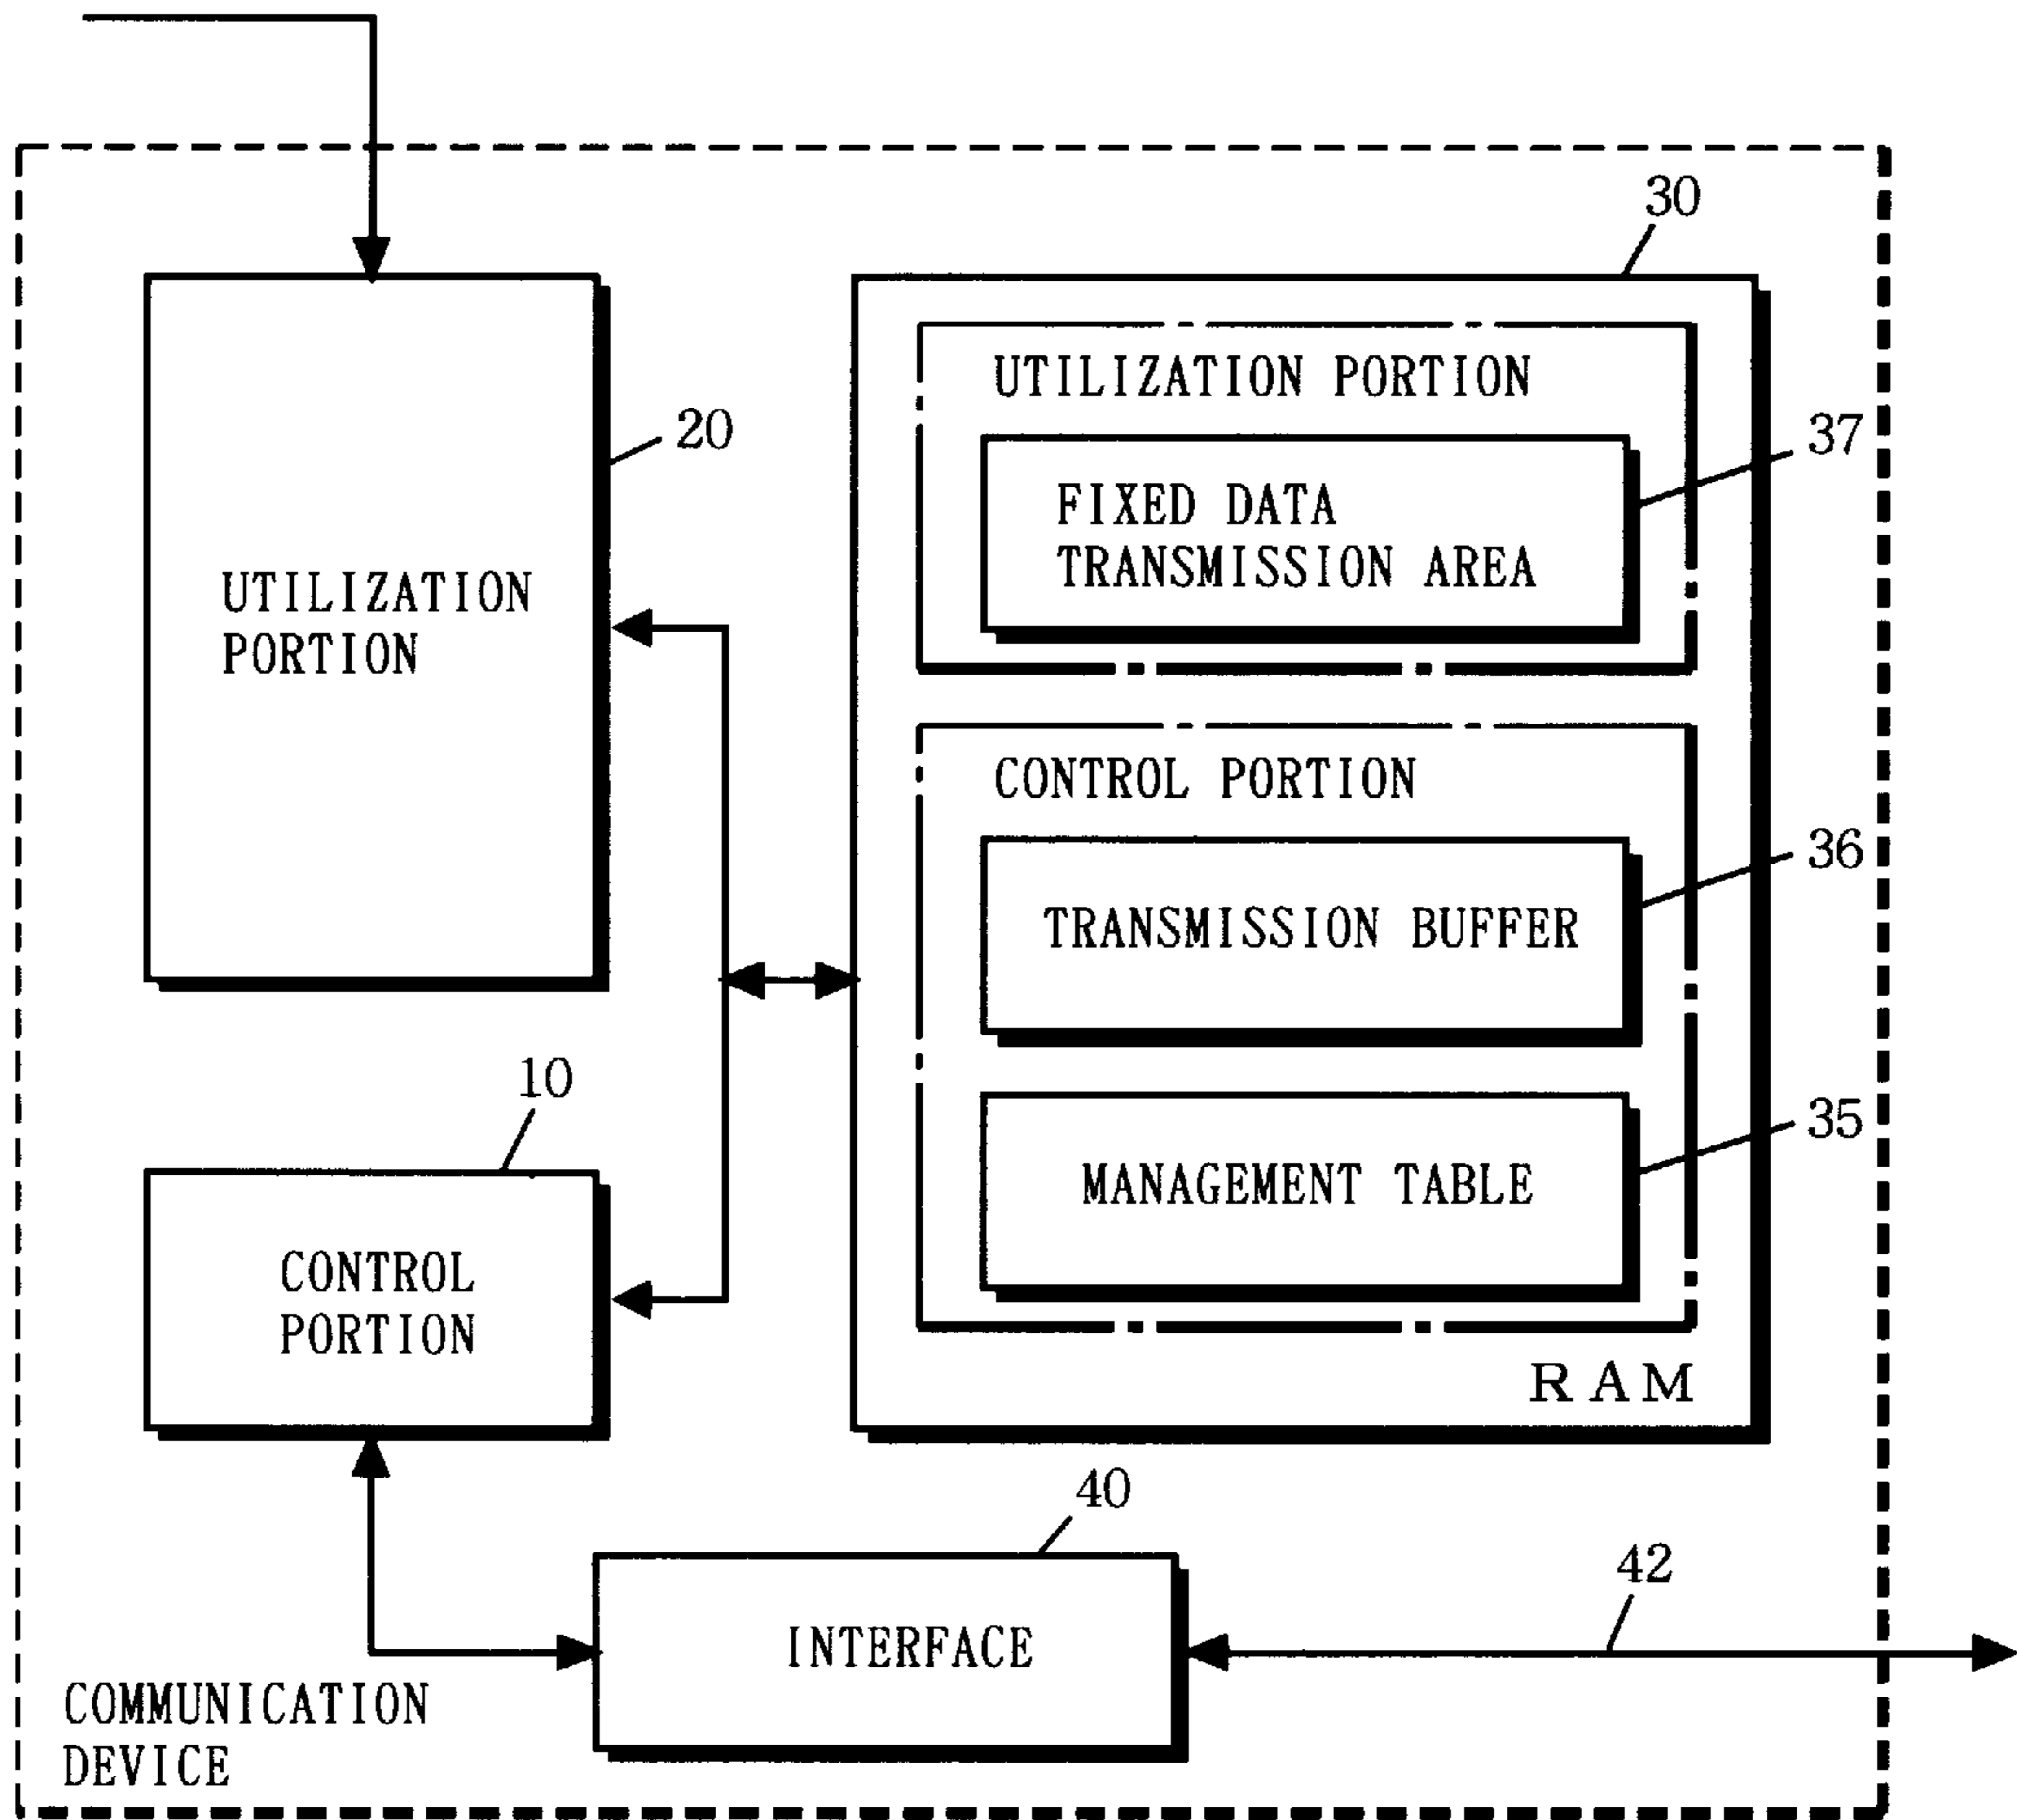 30
UTILIZATION PORTION
20
37
FIXED DATA
TRANSMISSION AREA
UTILIZATION
PORTION
CONTROL PORTION
36
TRANSMISSION BUFFER
10
35
MANAGEMENT TABLE
CONTROL
PORTION
RAM
40
42
INTERFACE
COMMUNICATION
DEVICE